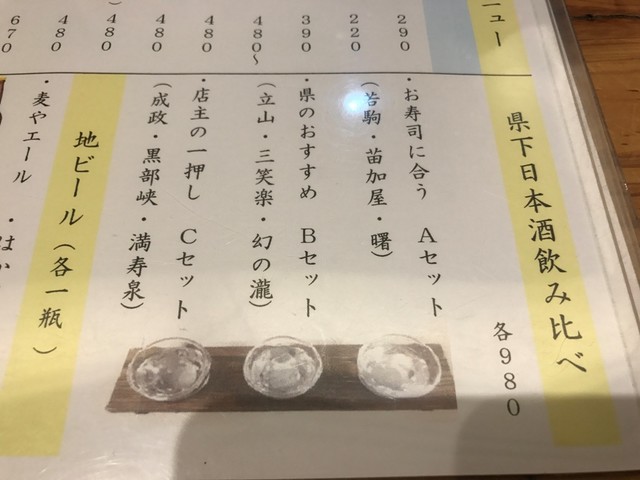 ュー
290
220
390
480〜
480
480
480
480
670
県下日本酒飲み比べ
各980
・お寿司に合う Aセット
(若駒・苗加屋・曙)
・県のおすすめ Bセット
(立山・三笑楽・幻の瀧)
・店主の一押し Cセット
(成政・黒部峡・満寿泉)
地ビール(各一瓶)
・麦やエール ・はか